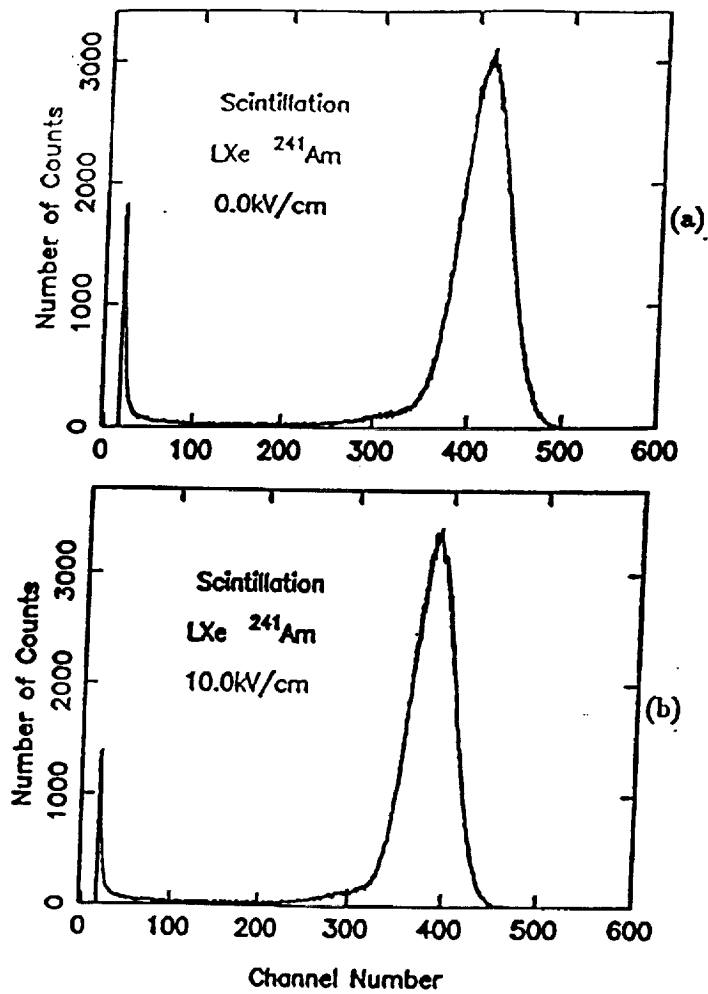 3000
2000
1000
0
Number of Counts
Scintillation
LXe ²⁴¹Am
0.0kV/cm
(a)
0 100 200 300 400 500 600
3000
2000
1000
0
Number of Counts
Scintillation
LXe ²⁴¹Am
10.0kV/cm
(b)
0 100 200 300 400 500 600
Channel Number